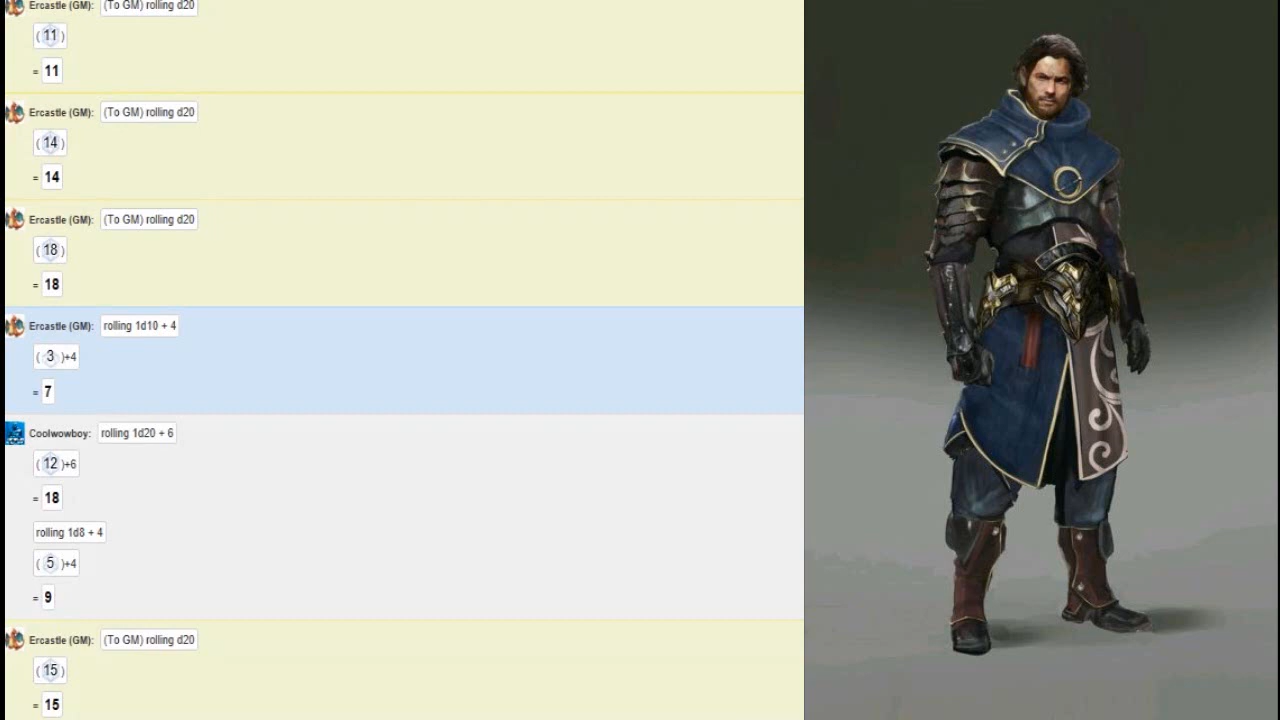 Ercastle (GM): (To GM) rolling d20
(11)
= 11
Ercastle (GM): (To GM) rolling d20
(14)
= 14
Ercastle (GM): (To GM) rolling d20
(18)
= 18
Ercastle (GM): rolling 1d10 + 4
(3)+4
= 7
Coolwowboy: rolling 1d20 + 6
(12)+6
= 18
rolling 1d8 + 4
(5)+4
= 9
Ercastle (GM): (To GM) rolling d20
(15)
= 15